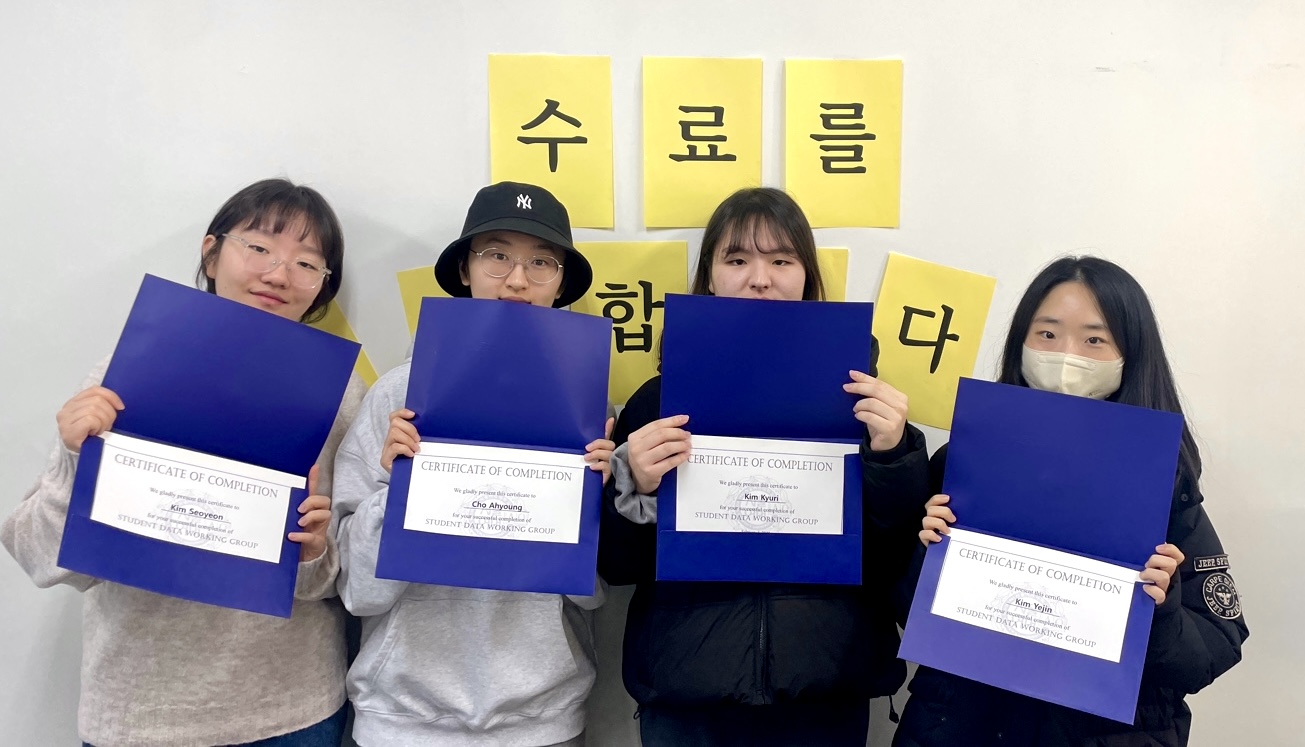 수료를
합 다
NY
CERTIFICATE OF COMPLETION
We gladly present this certificate to
Kim Seoyeon
for your successful completion of
STUDENT DATA WORKING GROUP
CERTIFICATE OF COMPLETION
We gladly present this certificate to
Cho Ahyoung
for your successful completion of
STUDENT DATA WORKING GROUP
CERTIFICATE OF COMPLETION
We gladly present this certificate to
Kim Kyuri
for your successful completion of
STUDENT DATA WORKING GROUP
CERTIFICATE OF COMPLETION
We gladly present this certificate to
Kim Yejin
for your successful completion of
STUDENT DATA WORKING GROUP
JEEP